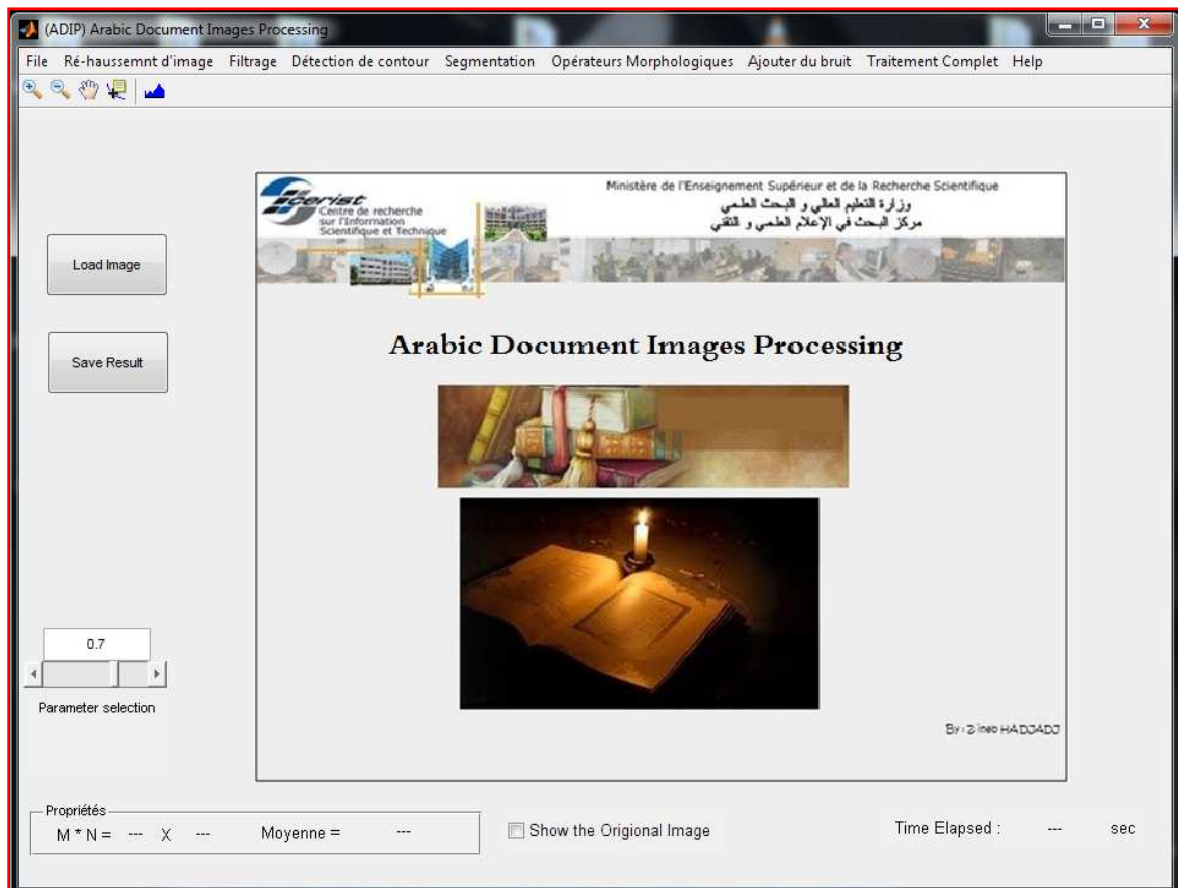 (ADIP) Arabic Document Images Processing
File Ré-haussemnt d'image Filtrage Détection de contour Segmentation Opérateurs Morphologiques Ajouter du bruit Traitement Complet Help
cerist
Centre de recherche
sur l'Information
Scientifique et Technique
Ministère de l'Enseignement Supérieur et de la Recherche Scientifique
وزارة التعليم العالي و البحث العلمي
مركز البحث في الإعلام العلمي و التقني
Load Image
Save Result
Arabic Document Images Processing
0.7
Parameter selection
By : Zineb HADJADJ
Propriétés
M * N = --- X --- Moyenne = ---
Show the Origional Image
Time Elapsed : --- sec